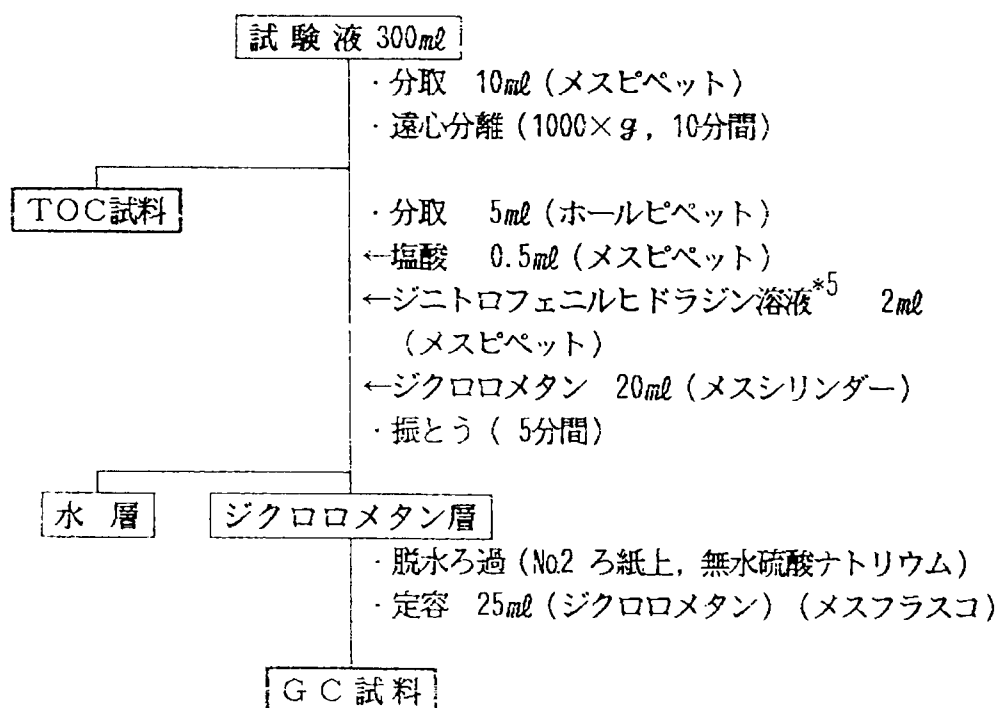 試験液 300ml
・分取 10ml (メスピペット)
・遠心分離 (1000×g, 10分間)
TOC試料
・分取 5ml (ホールピペット)
←塩酸 0.5ml (メスピペット)
←ジニトロフェニルヒドラジン溶液*5 2ml
(メスピペット)
←ジクロロメタン 20ml (メスシリンダー)
・振とう ( 5分間)
水 層 ジクロロメタン層
・脱水ろ過 (No.2 ろ紙上, 無水硫酸ナトリウム)
・定容 25ml (ジクロロメタン) (メスフラスコ)
GC試料